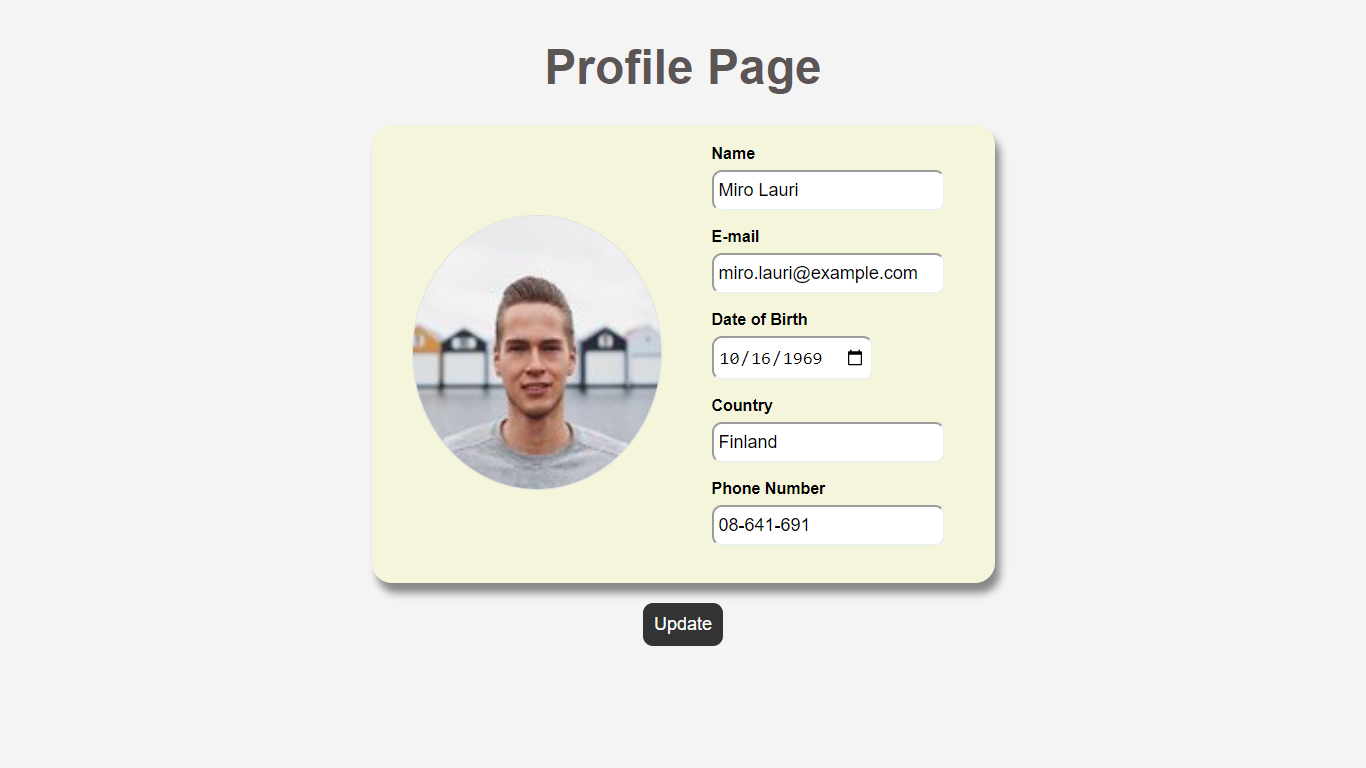 Profile Page
Name
Miro Lauri
E-mail
miro.lauri@example.com
Date of Birth
10/16/1969
Country
Finland
Phone Number
08-641-691
Update